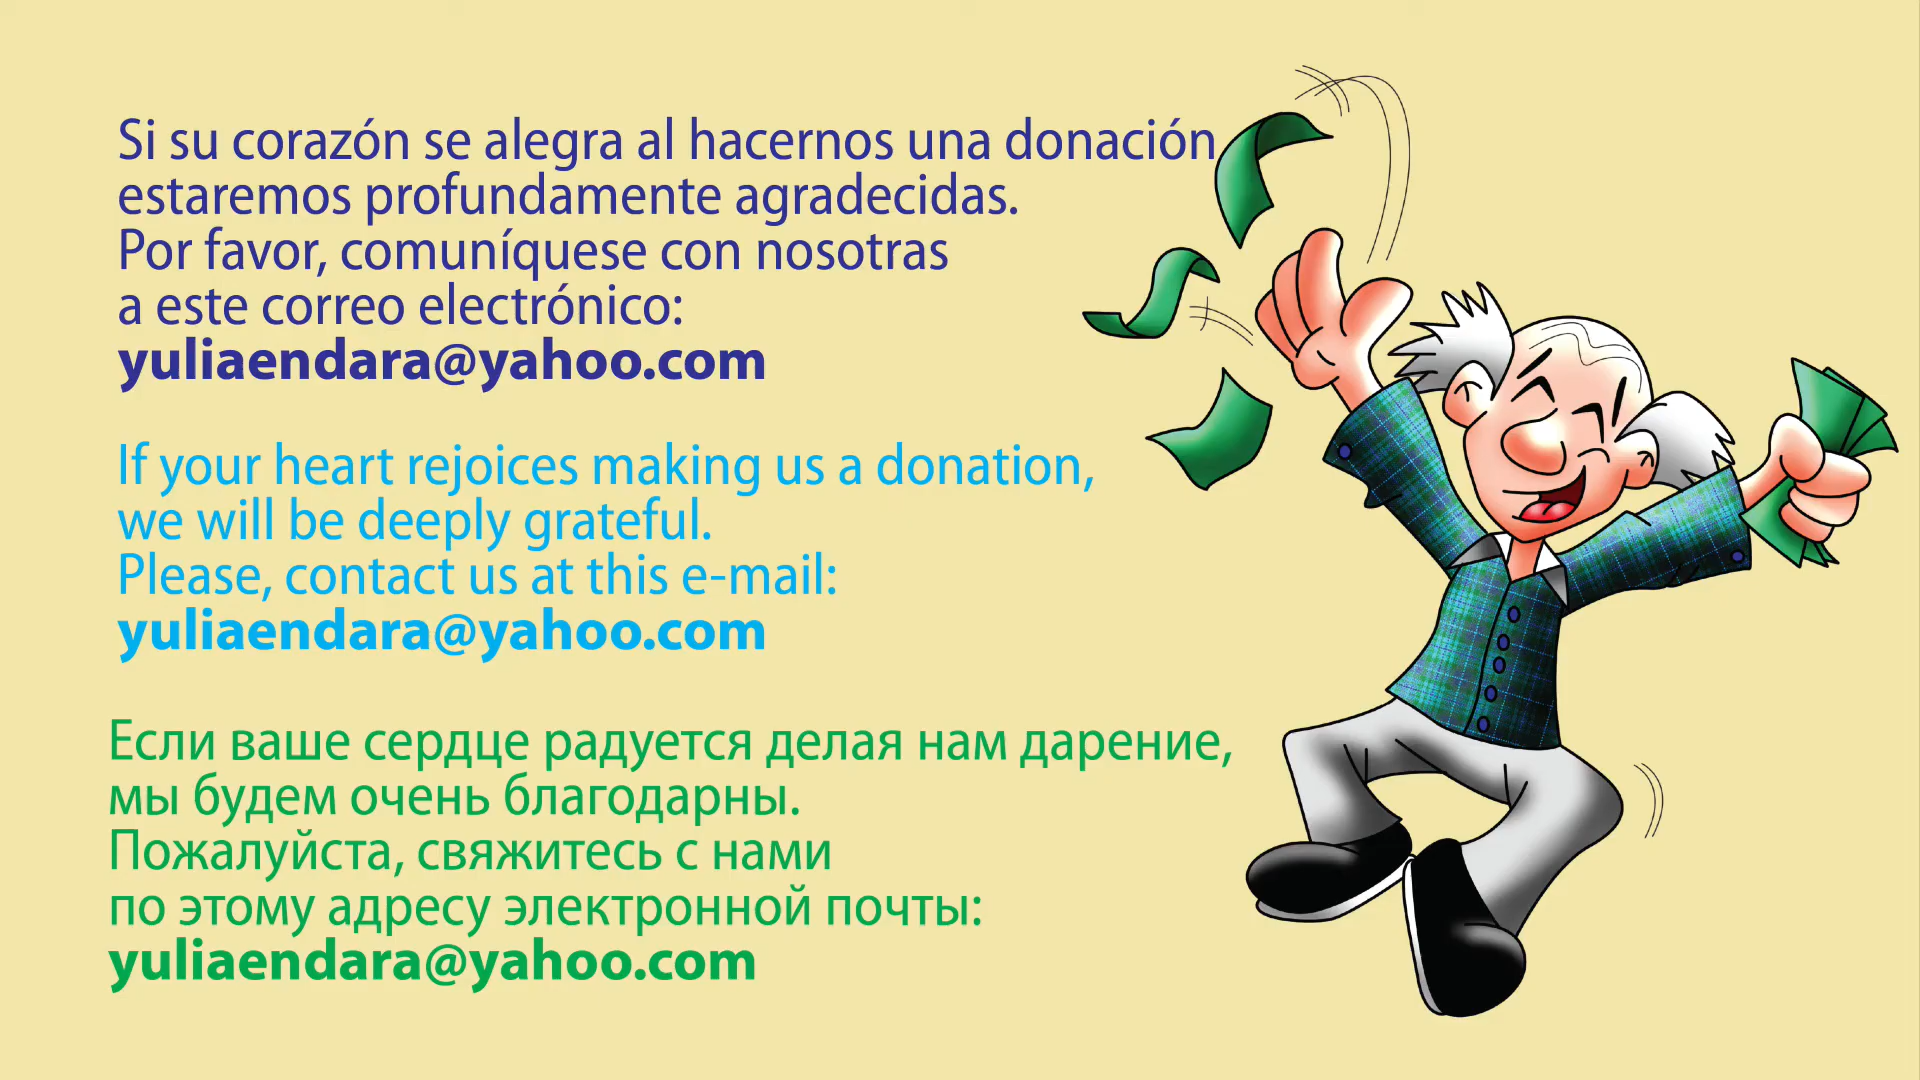 Si su corazón se alegra al hacernos una donación
estaremos profundamente agradecidas.
Por favor, comuníquese con nosotras
a este correo electrónico:
yuliaendara@yahoo.com
If your heart rejoices making us a donation,
we will be deeply grateful.
Please, contact us at this e-mail:
yuliaendara@yahoo.com
Если ваше сердце радуется делая нам дарение,
мы будем очень благодарны.
Пожалуйста, свяжитесь с нами
по этому адресу электронной почты:
yuliaendara@yahoo.com